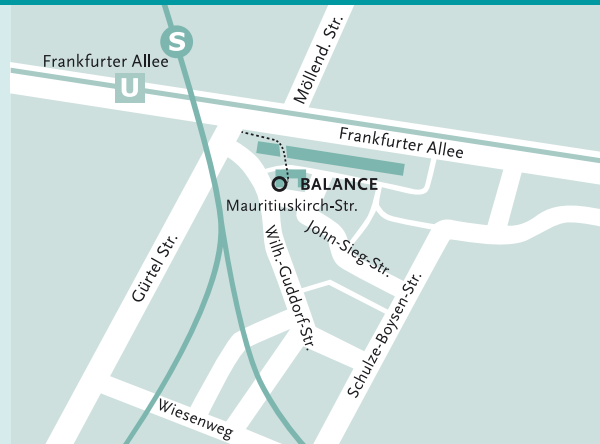 Möllend. Str.
S
Frankfurter Allee
U
Frankfurter Allee
BALANCE
Mauritiuskirch-Str.
John-Sieg-Str.
Wilh.-Guddorf-Str.
Gürtel Str.
Schulze-Boysen-Str.
Wiesenweg